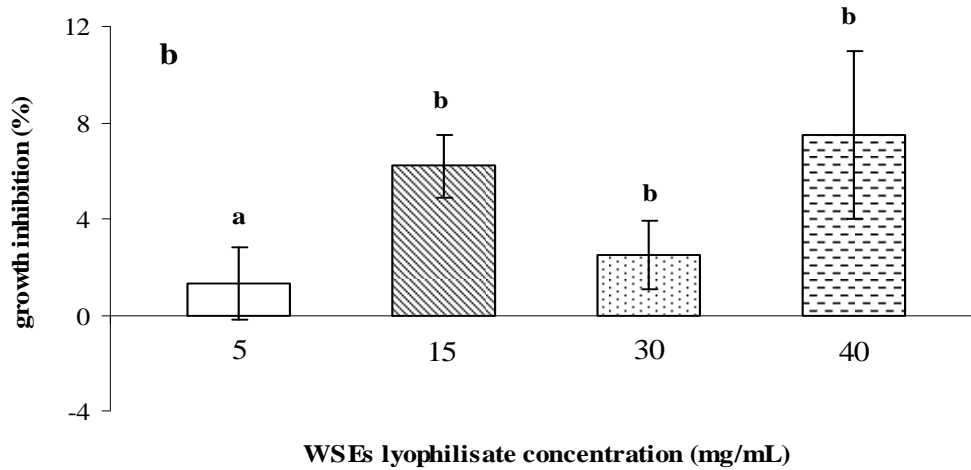 12
b
b
b
8
b
a
growth inhibition (%)
4
0
5
15
30
40
-4
WSEs lyophilisate concentration (mg/mL)